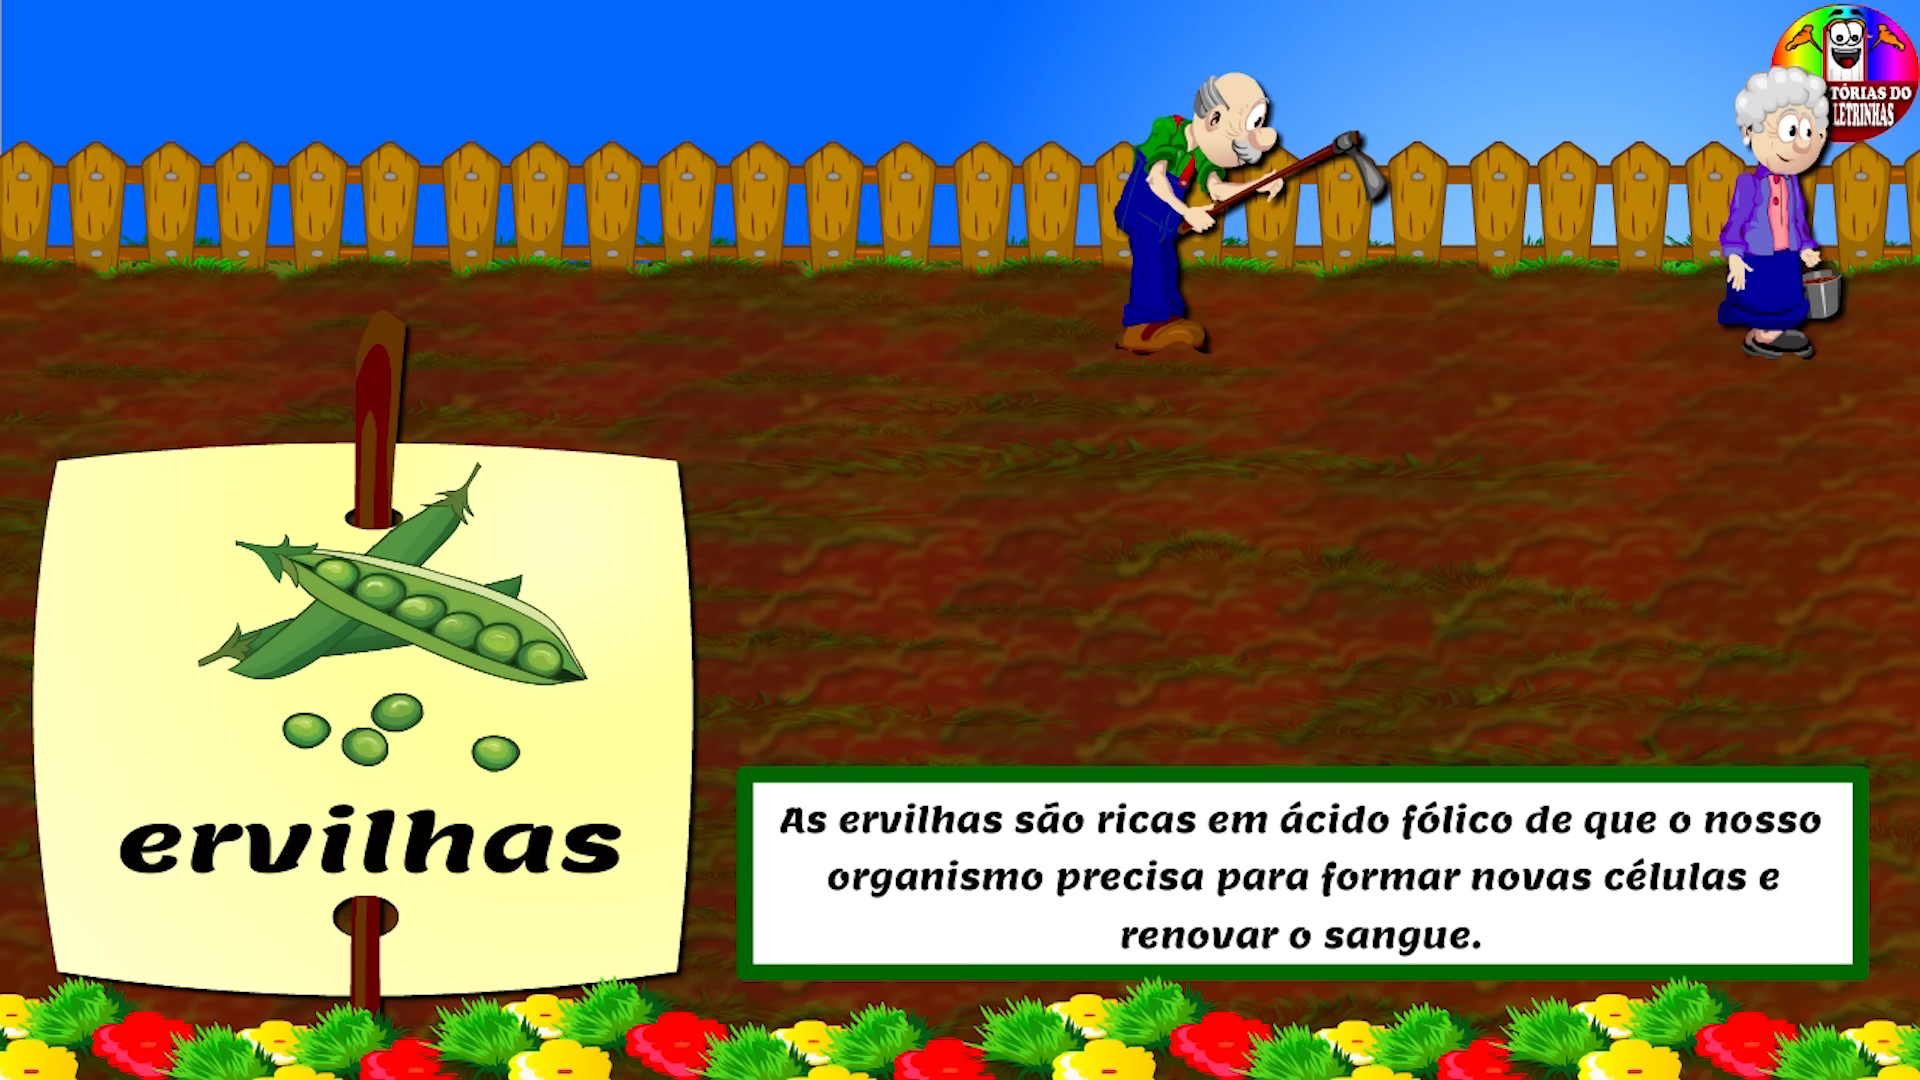 TÓRIAS DO
LETRINHAS
ervilhas
As ervilhas são ricas em ácido fólico de que o nosso
organismo precisa para formar novas células e
renovar o sangue.